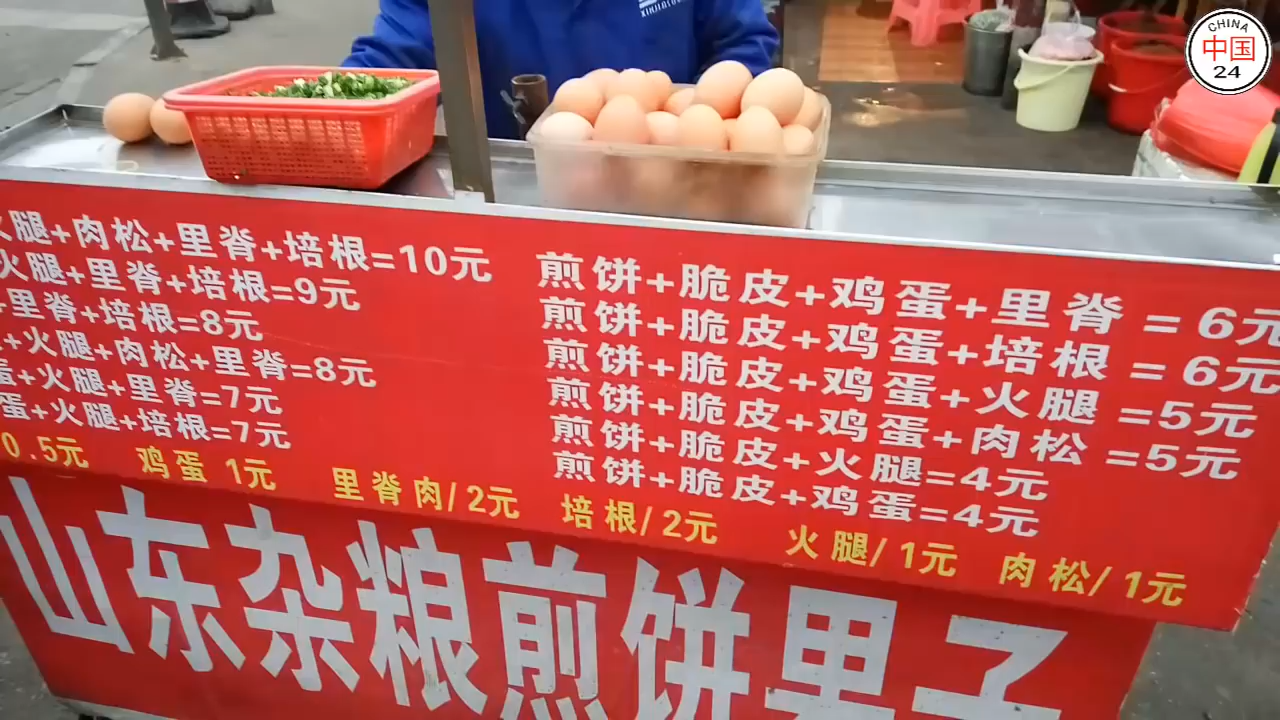 CHINA
中国
24
火腿+肉松+里脊+培根=10元
火腿+里脊+培根=9元
+里脊+培根=8元
+火腿+肉松+里脊=8元
蛋+火腿+里脊=7元
蛋+火腿+培根=7元
煎饼+脆皮+鸡蛋+里脊=6元
煎饼+脆皮+鸡蛋+培根=6元
煎饼+脆皮+鸡蛋+火腿=5元
煎饼+脆皮+鸡蛋+肉松=5元
煎饼+脆皮+火腿=4元
煎饼+脆皮+鸡蛋=4元
0.5元 鸡蛋 1元 里脊肉/2元 培根/2元 火腿/1元 肉松/1元
山东杂粮煎饼果子